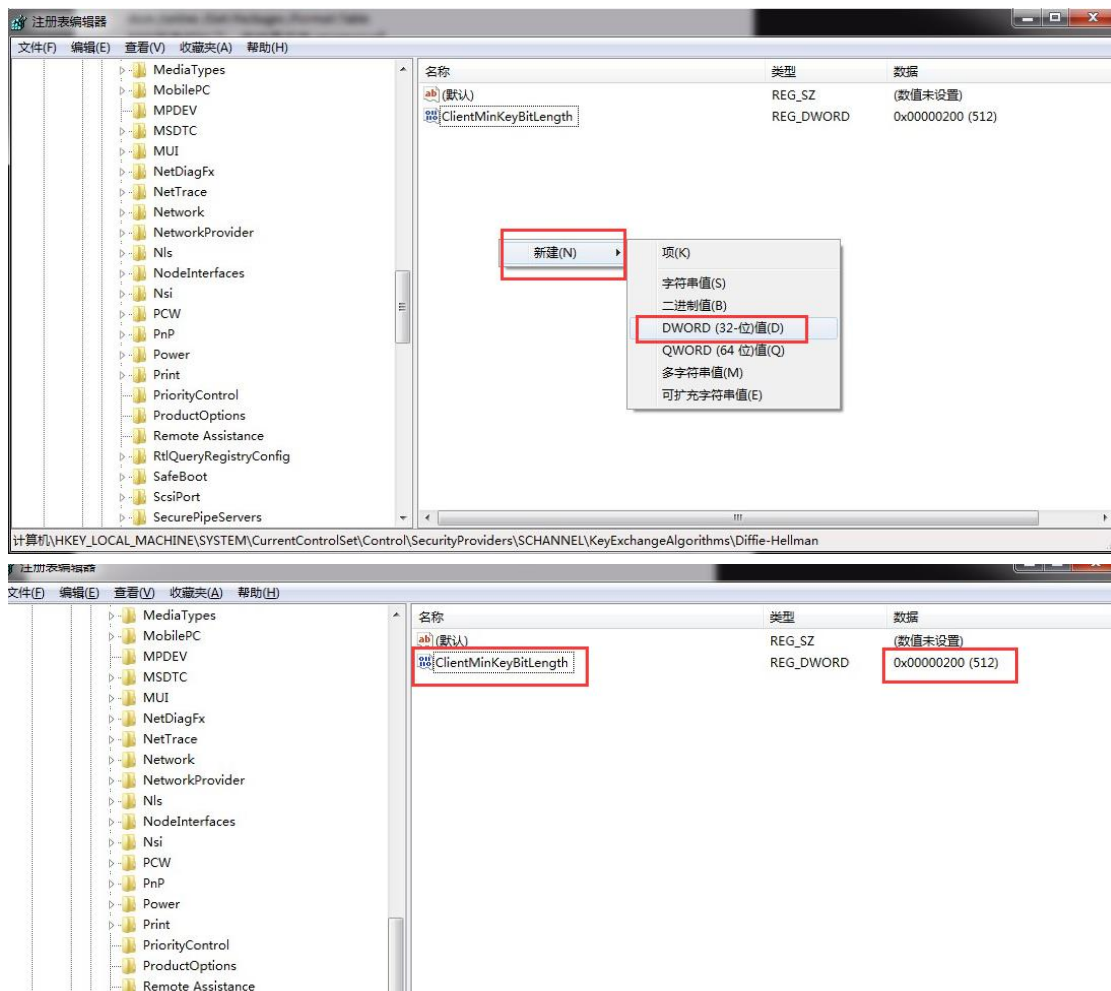 注册表编辑器
文件(F) 编辑(E) 查看(V) 收藏夹(A) 帮助(H)
MediaTypes
MobilePC
MPDEV
MSDTC
MUI
NetDiagFx
NetTrace
Network
NetworkProvider
Nls
NodeInterfaces
Nsi
PCW
PnP
Power
Print
PriorityControl
ProductOptions
Remote Assistance
RtlQueryRegistryConfig
SafeBoot
ScsiPort
SecurePipeServers
名称 类型 数据
(默认) REG_SZ (数值未设置)
ClientMinKeyBitLength REG_DWORD 0x00000200 (512)
新建(N)
项(K)
字符串值(S)
二进制值(B)
DWORD (32-位)值(D)
QWORD (64 位)值(Q)
多字符串值(M)
可扩充字符串值(E)
计算机\HKEY_LOCAL_MACHINE\SYSTEM\CurrentControlSet\Control\SecurityProviders\SCHANNEL\KeyExchangeAlgorithms\Diffie-Hellman
注册表编辑器
文件(F) 编辑(E) 查看(V) 收藏夹(A) 帮助(H)
MediaTypes
MobilePC
MPDEV
MSDTC
MUI
NetDiagFx
NetTrace
Network
NetworkProvider
Nls
NodeInterfaces
Nsi
PCW
PnP
Power
Print
PriorityControl
ProductOptions
Remote Assistance
名称 类型 数据
(默认) REG_SZ (数值未设置)
ClientMinKeyBitLength REG_DWORD 0x00000200 (512)